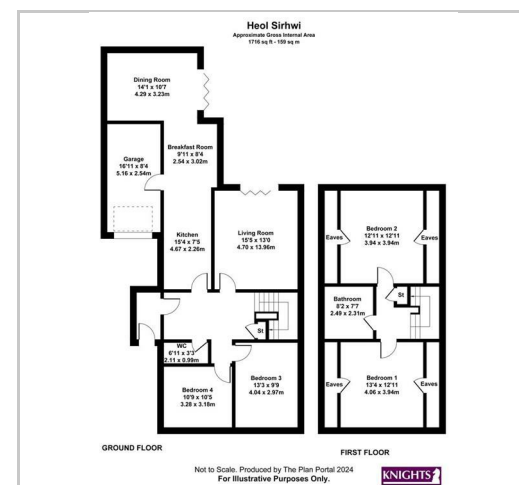 Heol Sirhwi
Approximate Gross Internal Area
1716 sq ft - 159 sq m
Dining Room
14'1 x 10'7
4.29 x 3.23m
Breakfast Room
9'11 x 8'4
2.54 x 3.02m
Garage
16'11 x 8'4
5.16 x 2.54m
Kitchen
15'4 x 7'5
4.67 x 2.26m
Living Room
15'5 x 13'0
4.70 x 13.96m
St
WC
6'11 x 3'3
2.11 x 0.99m
Bedroom 3
13'3 x 9'9
4.04 x 2.97m
Bedroom 4
10'9 x 10'5
3.28 x 3.18m
GROUND FLOOR
Bedroom 2
12'11 x 12'11
3.94 x 3.94m
Eaves
Eaves
Bathroom
8'2 x 7'7
2.49 x 2.31m
St
Bedroom 1
13'4 x 12'11
4.06 x 3.94m
Eaves
Eaves
FIRST FLOOR
Not to Scale. Produced by The Plan Portal 2024
For Illustrative Purposes Only.
KNIGHTS